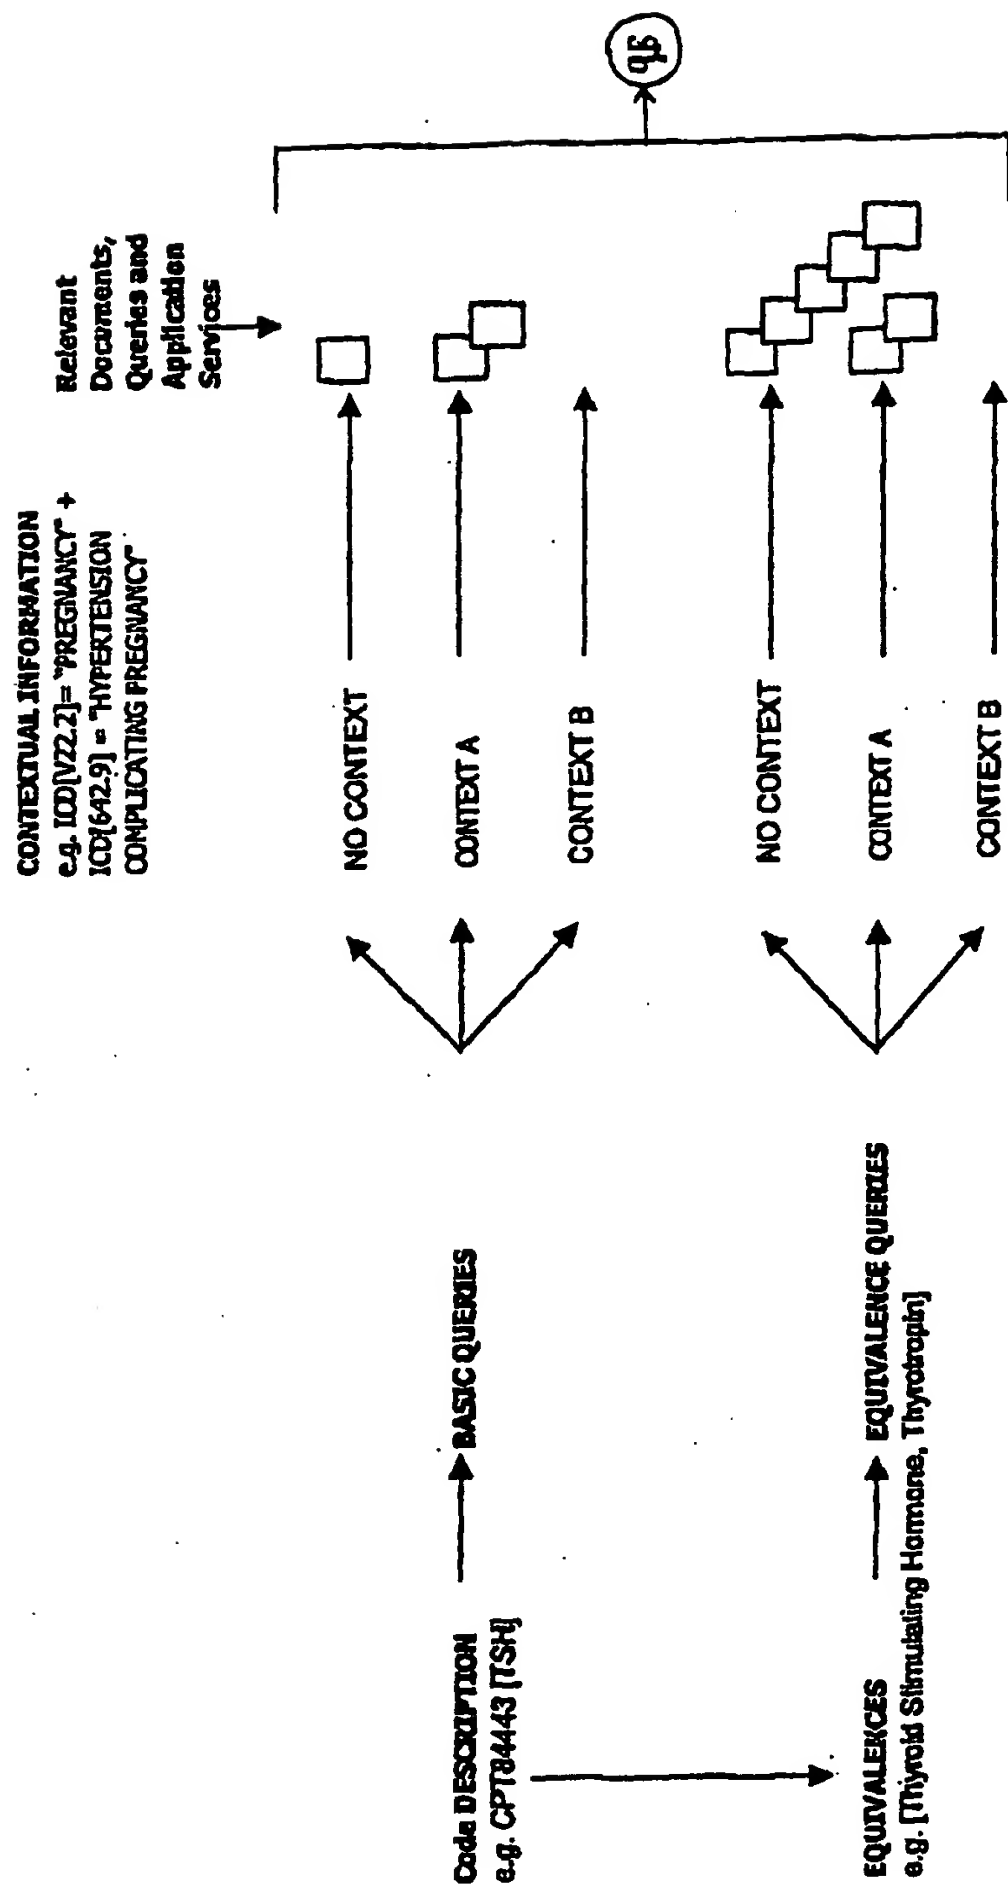 CONTEXTUAL INFORMATION
e.g. ICD[V22.2]= "PREGNANCY" +
ICD[642.9] = "HYPERTENSION
COMPLICATING PREGNANCY"
Relevant
Documents,
Queries and
Application
Services
NO CONTEXT
CONTEXT A
CONTEXT B
Code DESCRIPTION
e.g. CPT84443 [TSH]
BASIC QUERIES
NO CONTEXT
CONTEXT A
CONTEXT B
EQUIVALENCES
e.g. [Thyroid Stimulating Hormone, Thyrotropin]
EQUIVALENCE QUERIES